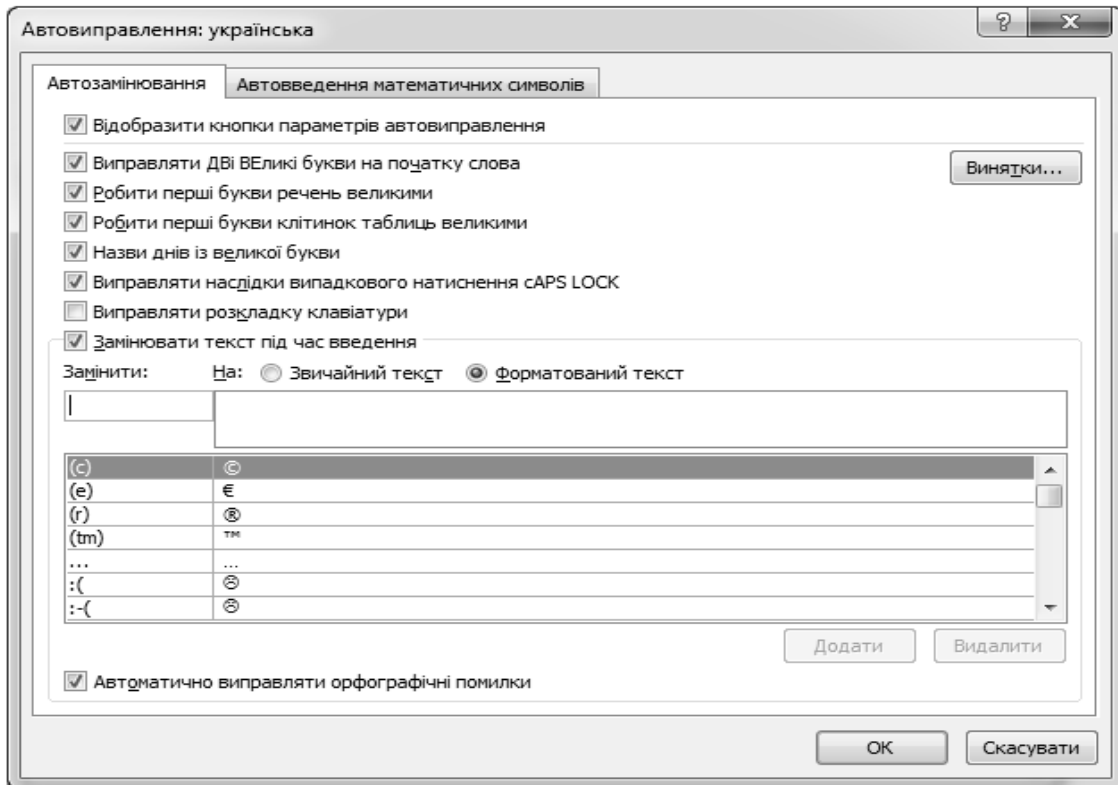 Автовиправлення: українська
Автозамінювання Автовведення математичних символів
Відобразити кнопки параметрів автовиправлення
Виправляти ДВі ВЕликі букви на початку слова Винятки...
Робити перші букви речень великими
Робити перші букви клітинок таблиць великими
Назви днів із великої букви
Виправляти наслідки випадкового натиснення cAPS LOCK
Виправляти розкладку клавіатури
Замінювати текст під час введення
Замінити: На: Звичайний текст Форматований текст
(c) ©
(e) €
(r) ®
(tm) ™
... …
:( ☹
:-( ☹
Додати Видалити
Автоматично виправляти орфографічні помилки
ОК Скасувати